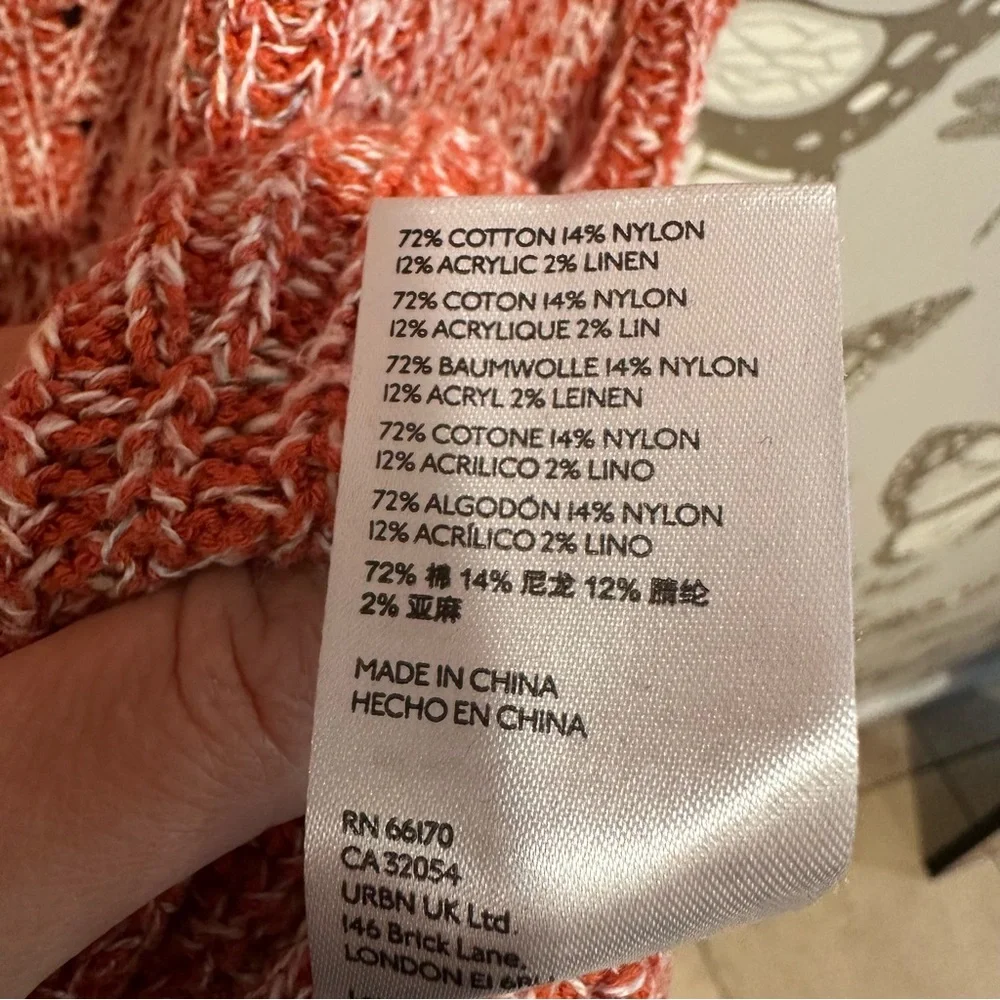 72% COTTON 14% NYLON
12% ACRYLIC 2% LINEN
72% COTON 14% NYLON
12% ACRYLIQUE 2% LIN
72% BAUMWOLLE 14% NYLON
12% ACRYL 2% LEINEN
72% COTONE 14% NYLON
12% ACRILICO 2% LINO
72% ALGODÓN 14% NYLON
12% ACRÍLICO 2% LINO
72% 棉 14% 尼龙 12% 腈纶
2% 亚麻
MADE IN CHINA
HECHO EN CHINA
RN 66170
CA 32054
URBN UK Ltd.
146 Brick Lane,
LONDON E1